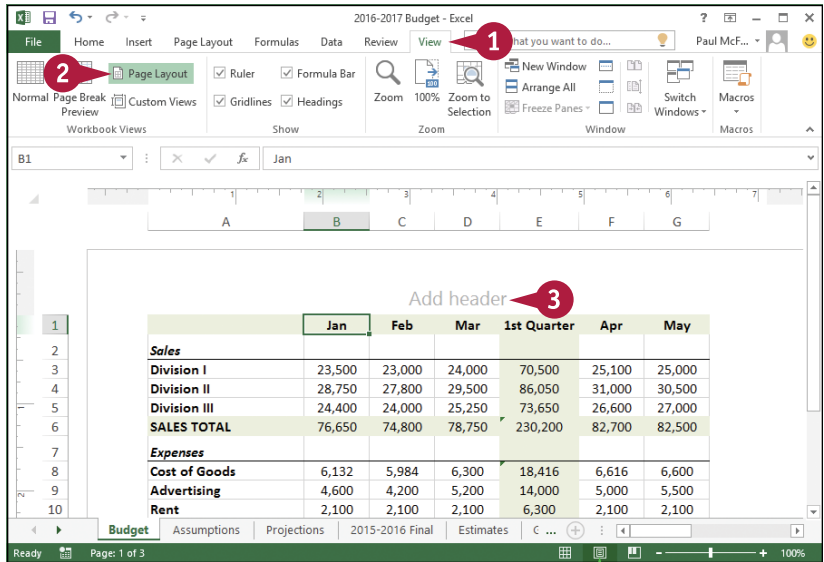 2016-2017 Budget - Excel ?
File Home Insert Page Layout Formulas Data Review View 1 what you want to do... Paul McF...
2 Page Layout Ruler Formula Bar New Window
Normal Page Break Preview Custom Views Gridlines Headings Zoom 100% Zoom to Selection Arrange All Freeze Panes Switch Windows Macros
Workbook Views Show Zoom Window Macros
B1 fx Jan
1 2 3 4 5 6 7
A B C D E F G
Add header 3
1 Jan Feb Mar 1st Quarter Apr May
2 Sales
3 Division I 23,500 23,000 24,000 70,500 25,100 25,000
4 Division II 28,750 27,800 29,500 86,050 31,000 30,500
5 Division III 24,400 24,000 25,250 73,650 26,600 27,000
6 SALES TOTAL 76,650 74,800 78,750 230,200 82,700 82,500
7 Expenses
8 Cost of Goods 6,132 5,984 6,300 18,416 6,616 6,600
9 Advertising 4,600 4,200 5,200 14,000 5,000 5,500
10 Rent 2,100 2,100 2,100 6,300 2,100 2,100
Budget Assumptions Projections 2015-2016 Final Estimates ...
Ready Page: 1 of 3 100%